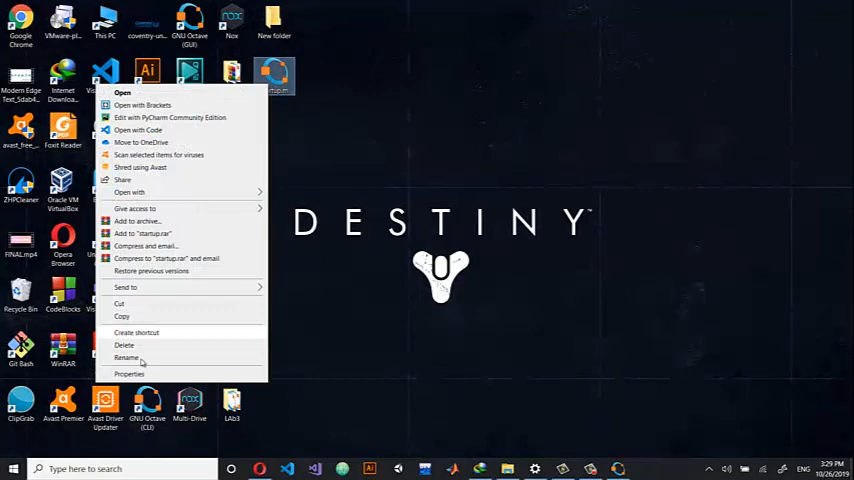 Google Chrome
VMware-pl...
This PC
coventry-un...
GNU Octave (GUI)
Nox
New folder
Modern Edge Text_5dab4...
Internet Downloa...
Open
Open with Brackets
Edit with PyCharm Community Edition
Open with Code
Move to OneDrive
Scan selected items for viruses
Shred using Avast
Share
Open with
Give access to
Add to archive...
Add to "startup.rar"
Compress and email...
Compress to "startup.rar" and email
Restore previous versions
Send to
Cut
Copy
Create shortcut
Delete
Rename
Properties
avast_free_...
Foxit Reader
ZHPCleaner
Oracle VM VirtualBox
FINAL.mp4
Opera Browser
Recycle Bin
CodeBlocks
Git Bash
WinRAR
ClipGrab
Avast Premier
Avast Driver Updater
GNU Octave (CLI)
Multi-Drive
LAb3
DESTINY™
Type here to search
ENG
3:29 PM
10/26/2019